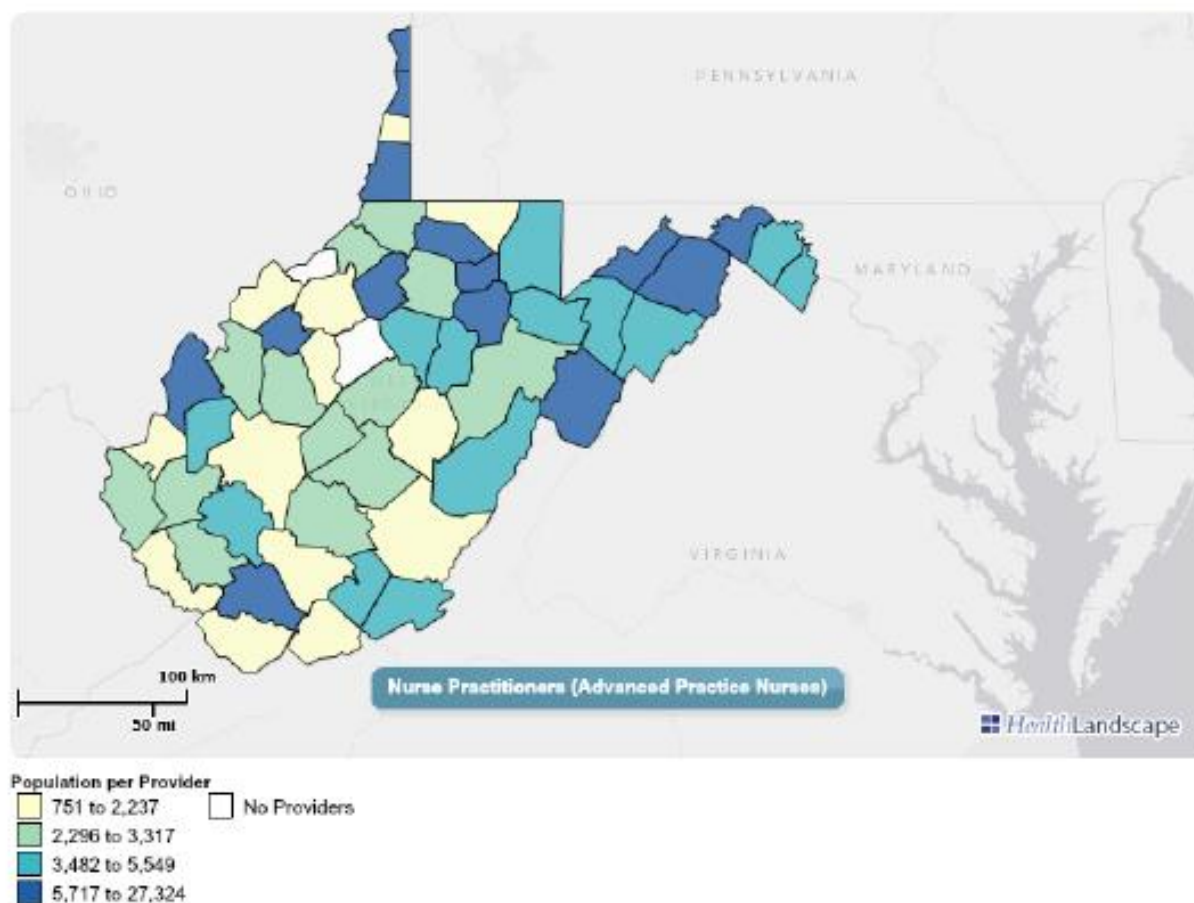 PENNSYLVANIA
OHIO
MARYLAND
VIRGINIA
100 km
50 mi
Nurse Practitioners (Advanced Practice Nurses)
HealthLandscape
Population per Provider
751 to 2,237
No Providers
2,296 to 3,317
3,482 to 5,549
5,717 to 27,324